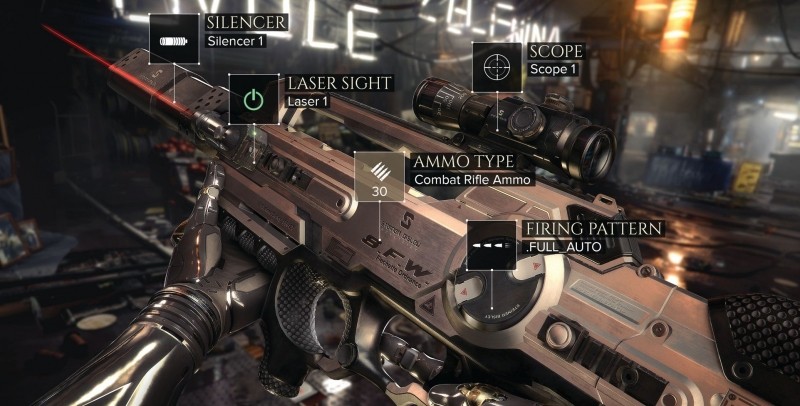 SILENCER
Silencer 1
LASER SIGHT
Laser 1
SCOPE
Scope 1
AMMO TYPE
Combat Rifle Ammo
30
FIRING PATTERN
.FULL_AUTO
S
8.F.W.